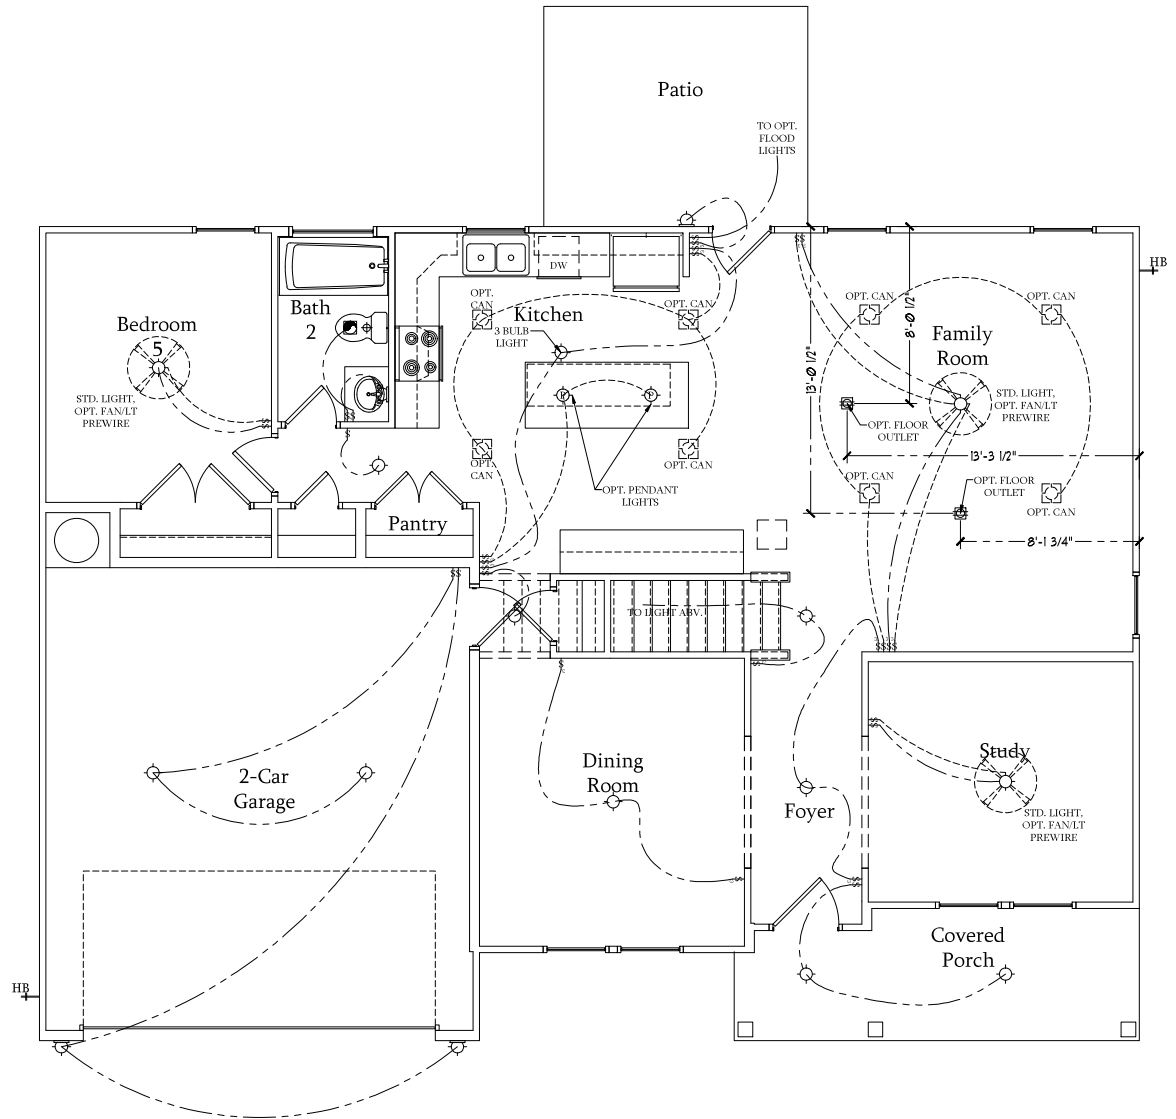 Patio
TO OPT.
FLOOD
LIGHTS
HB
DW
OPT.
CAN
Kitchen
OPT. CAN
3 BULB
LIGHT
Bath
2
Bedroom
5
STD. LIGHT,
OPT. FAN/LT
PREWIRE
OPT. CAN
OPT. CAN
8'-0 1/2"
13'-0 1/2"
Family
Room
STD. LIGHT,
OPT. FAN/LT
PREWIRE
OPT. FLOOR
OUTLET
13'-3 1/2"
OPT.
CAN
OPT. CAN
OPT. CAN
OPT. FLOOR
OUTLET
OPT. CAN
OPT. PENDANT
LIGHTS
P
P
Pantry
8'-1 3/4"
TO LIGHT ABV.
Dining
Room
2-Car
Garage
Foyer
Study
STD. LIGHT,
OPT. FAN/LT
PREWIRE
Covered
Porch
HB